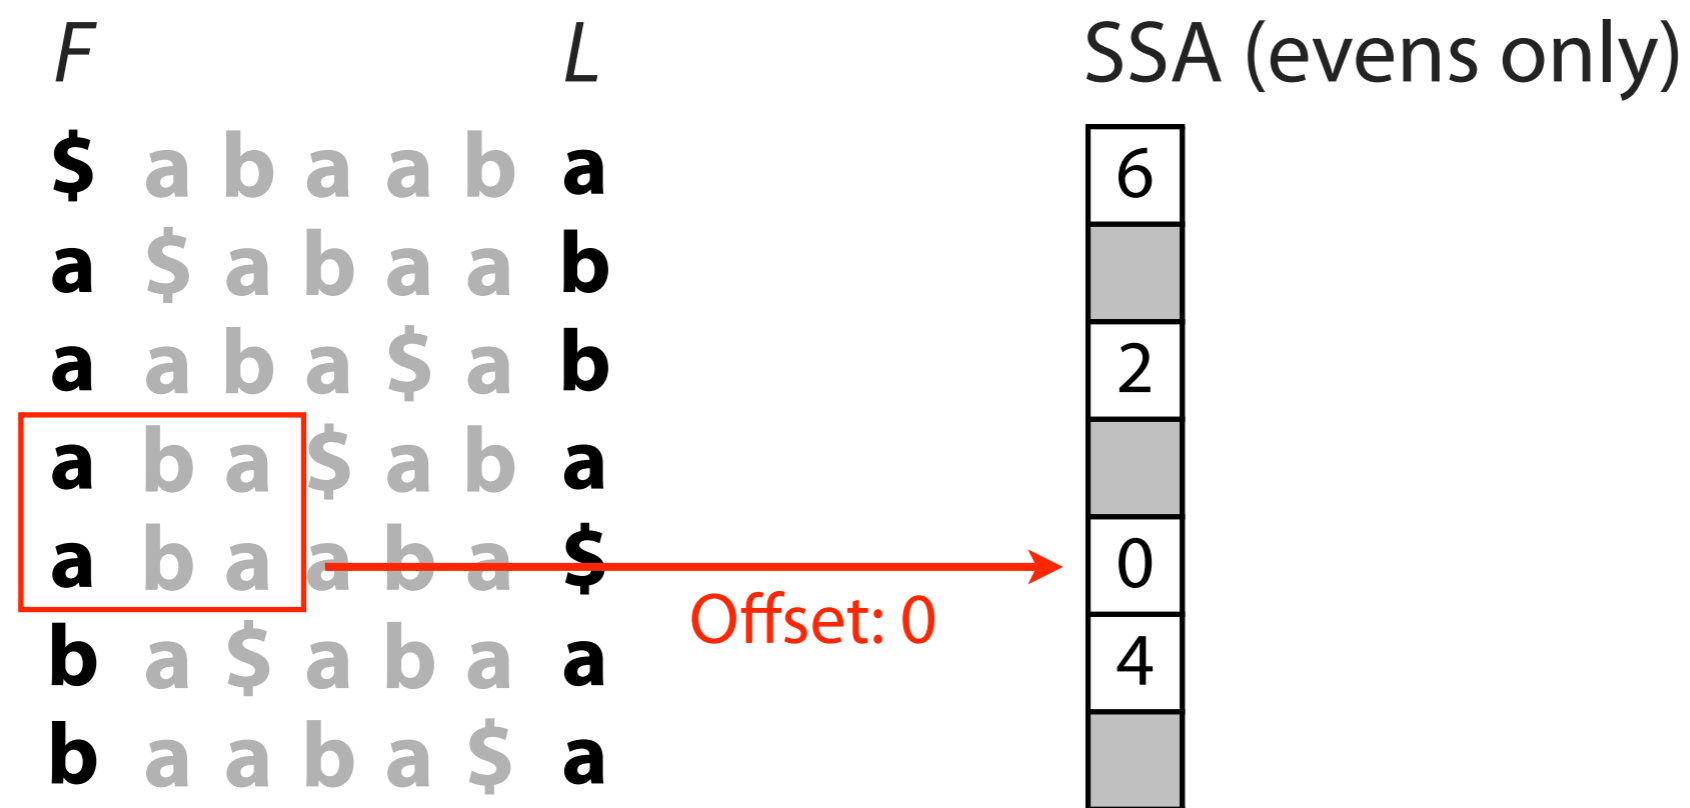 F L SSA (evens only)
$ a b a a b a 6
a $ a b a a b
a a b a $ a b 2
a b a $ a b a
a b a a b a $ 0
Offset: 0
b a $ a b a a 4
b a a b a $ a